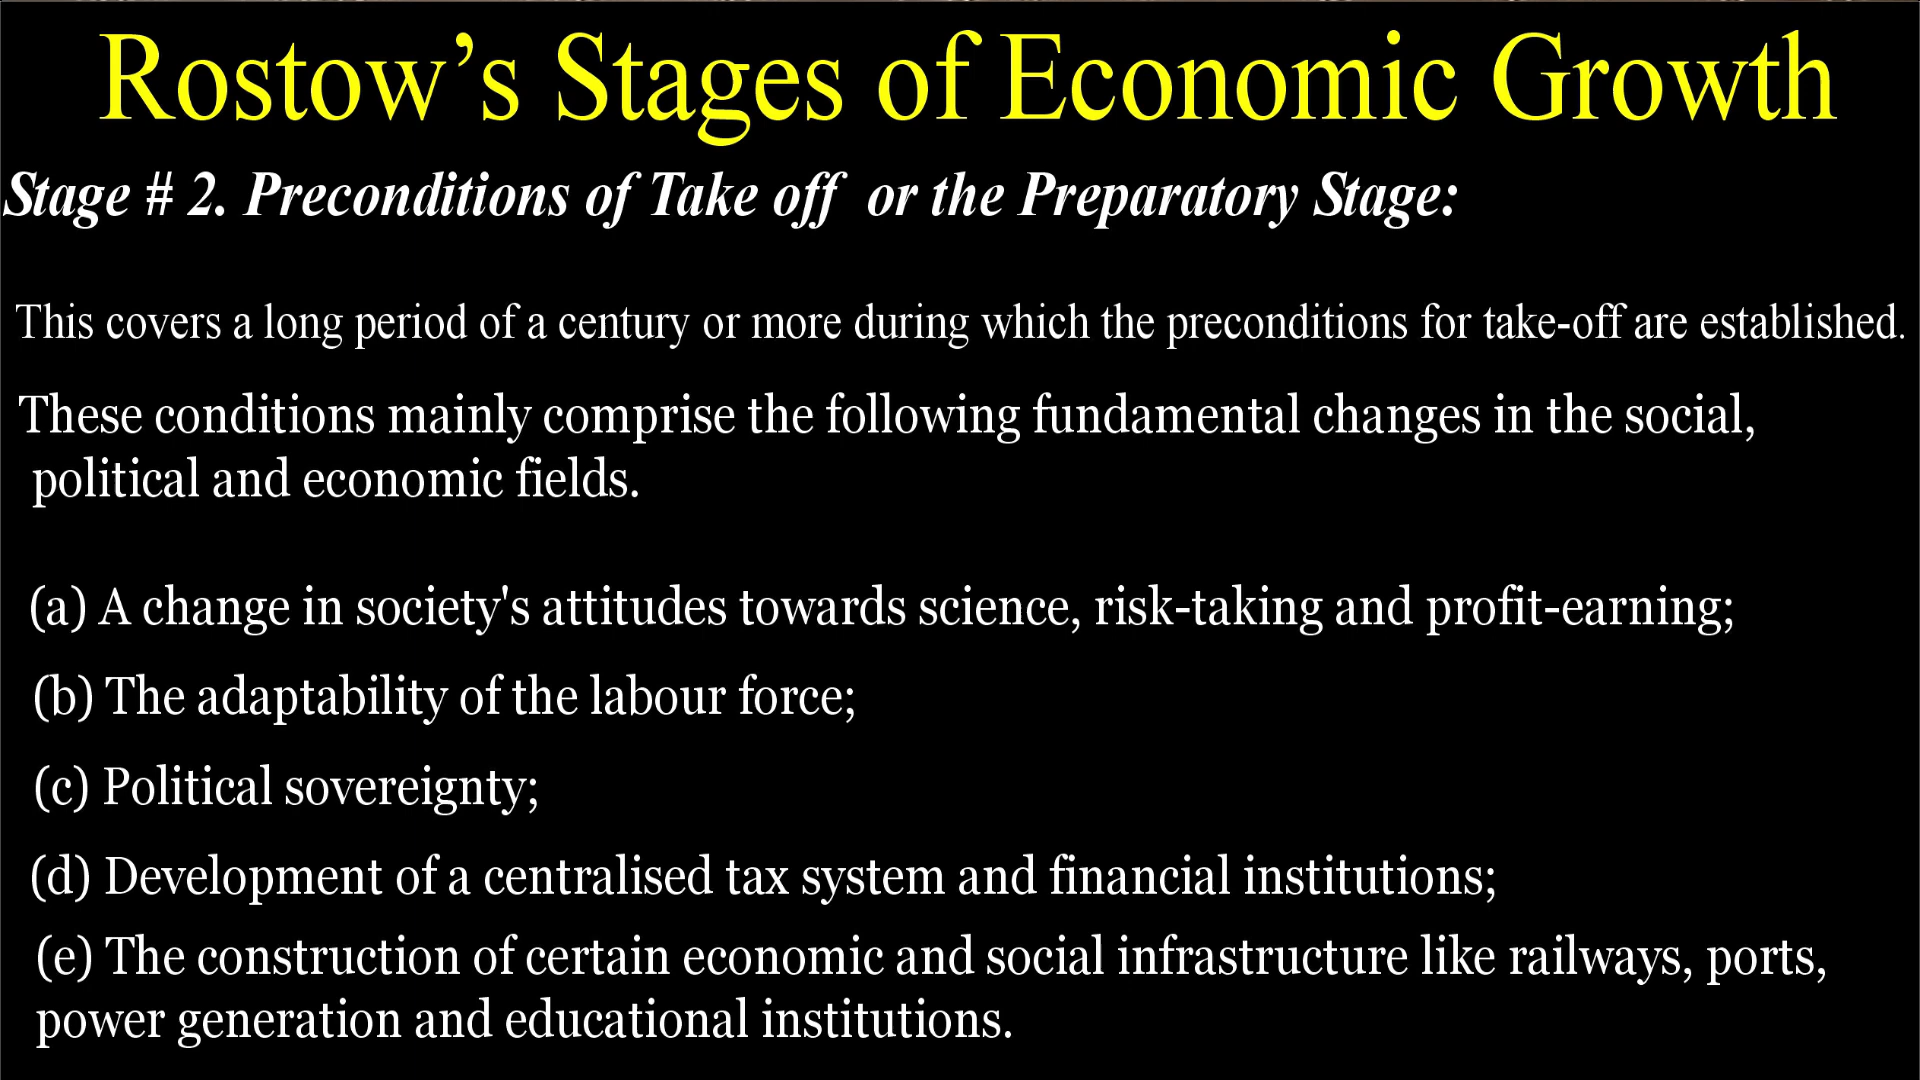 Rostow’s Stages of Economic Growth
Stage # 2. Preconditions of Take off  or the Preparatory Stage:
This covers a long period of a century or more during which the preconditions for take-off are established.
These conditions mainly comprise the following fundamental changes in the social,
political and economic fields.
(a) A change in society's attitudes towards science, risk-taking and profit-earning;
(b) The adaptability of the labour force;
(c) Political sovereignty;
(d) Development of a centralised tax system and financial institutions;
(e) The construction of certain economic and social infrastructure like railways, ports,
power generation and educational institutions.